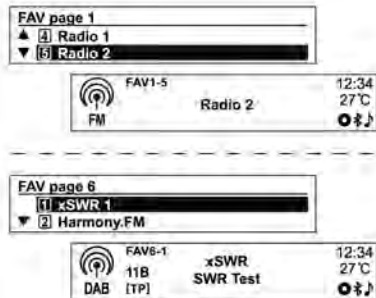 FAV page 1
▲ 4 Radio 1
▼ 5 Radio 2
FAV1-5 12:34
Radio 2 27°C
FM
FAV page 6
1 xSWR 1
▼ 2 Harmony.FM
FAV6-1 12:34
xSWR 27°C
11B SWR Test
DAB [TP]